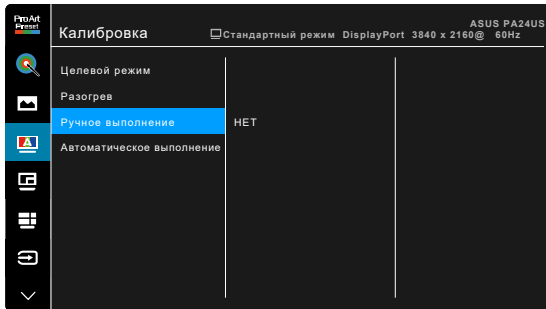 ProArt
Preset
ASUS PA24US
Калибровка
Стандартный режим DisplayPort 3840 x 2160@ 60Hz
Целевой режим
Разогрев
Ручное выполнение НЕТ
Автоматическое выполнение
A